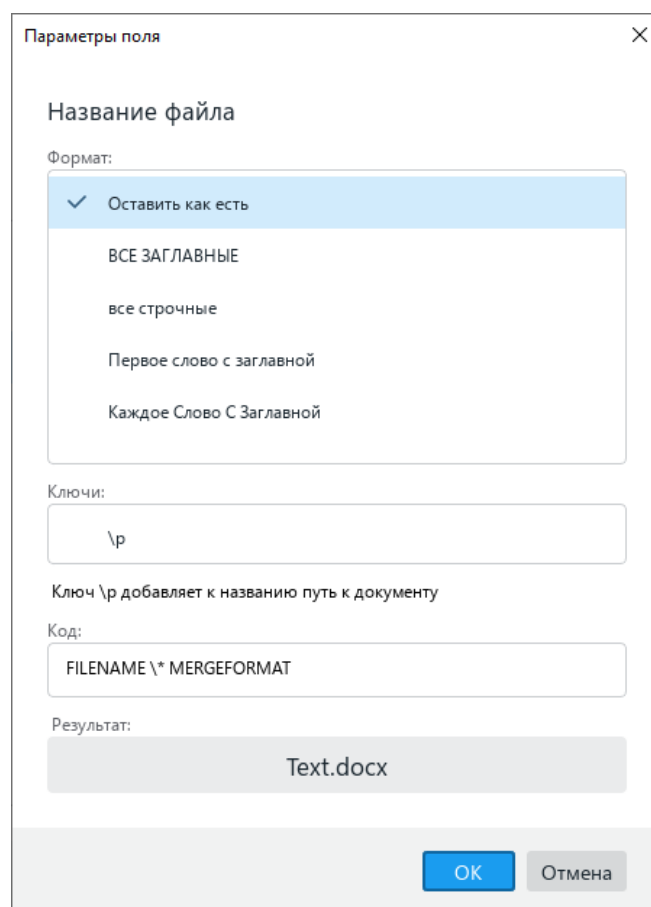 Параметры поля
Название файла
Формат:
Оставить как есть
ВСЕ ЗАГЛАВНЫЕ
все строчные
Первое слово с заглавной
Каждое Слово С Заглавной
Ключи:
\p
Ключ \p добавляет к названию путь к документу
Код:
FILENAME \* MERGEFORMAT
Результат:
Text.docx
OK Отмена